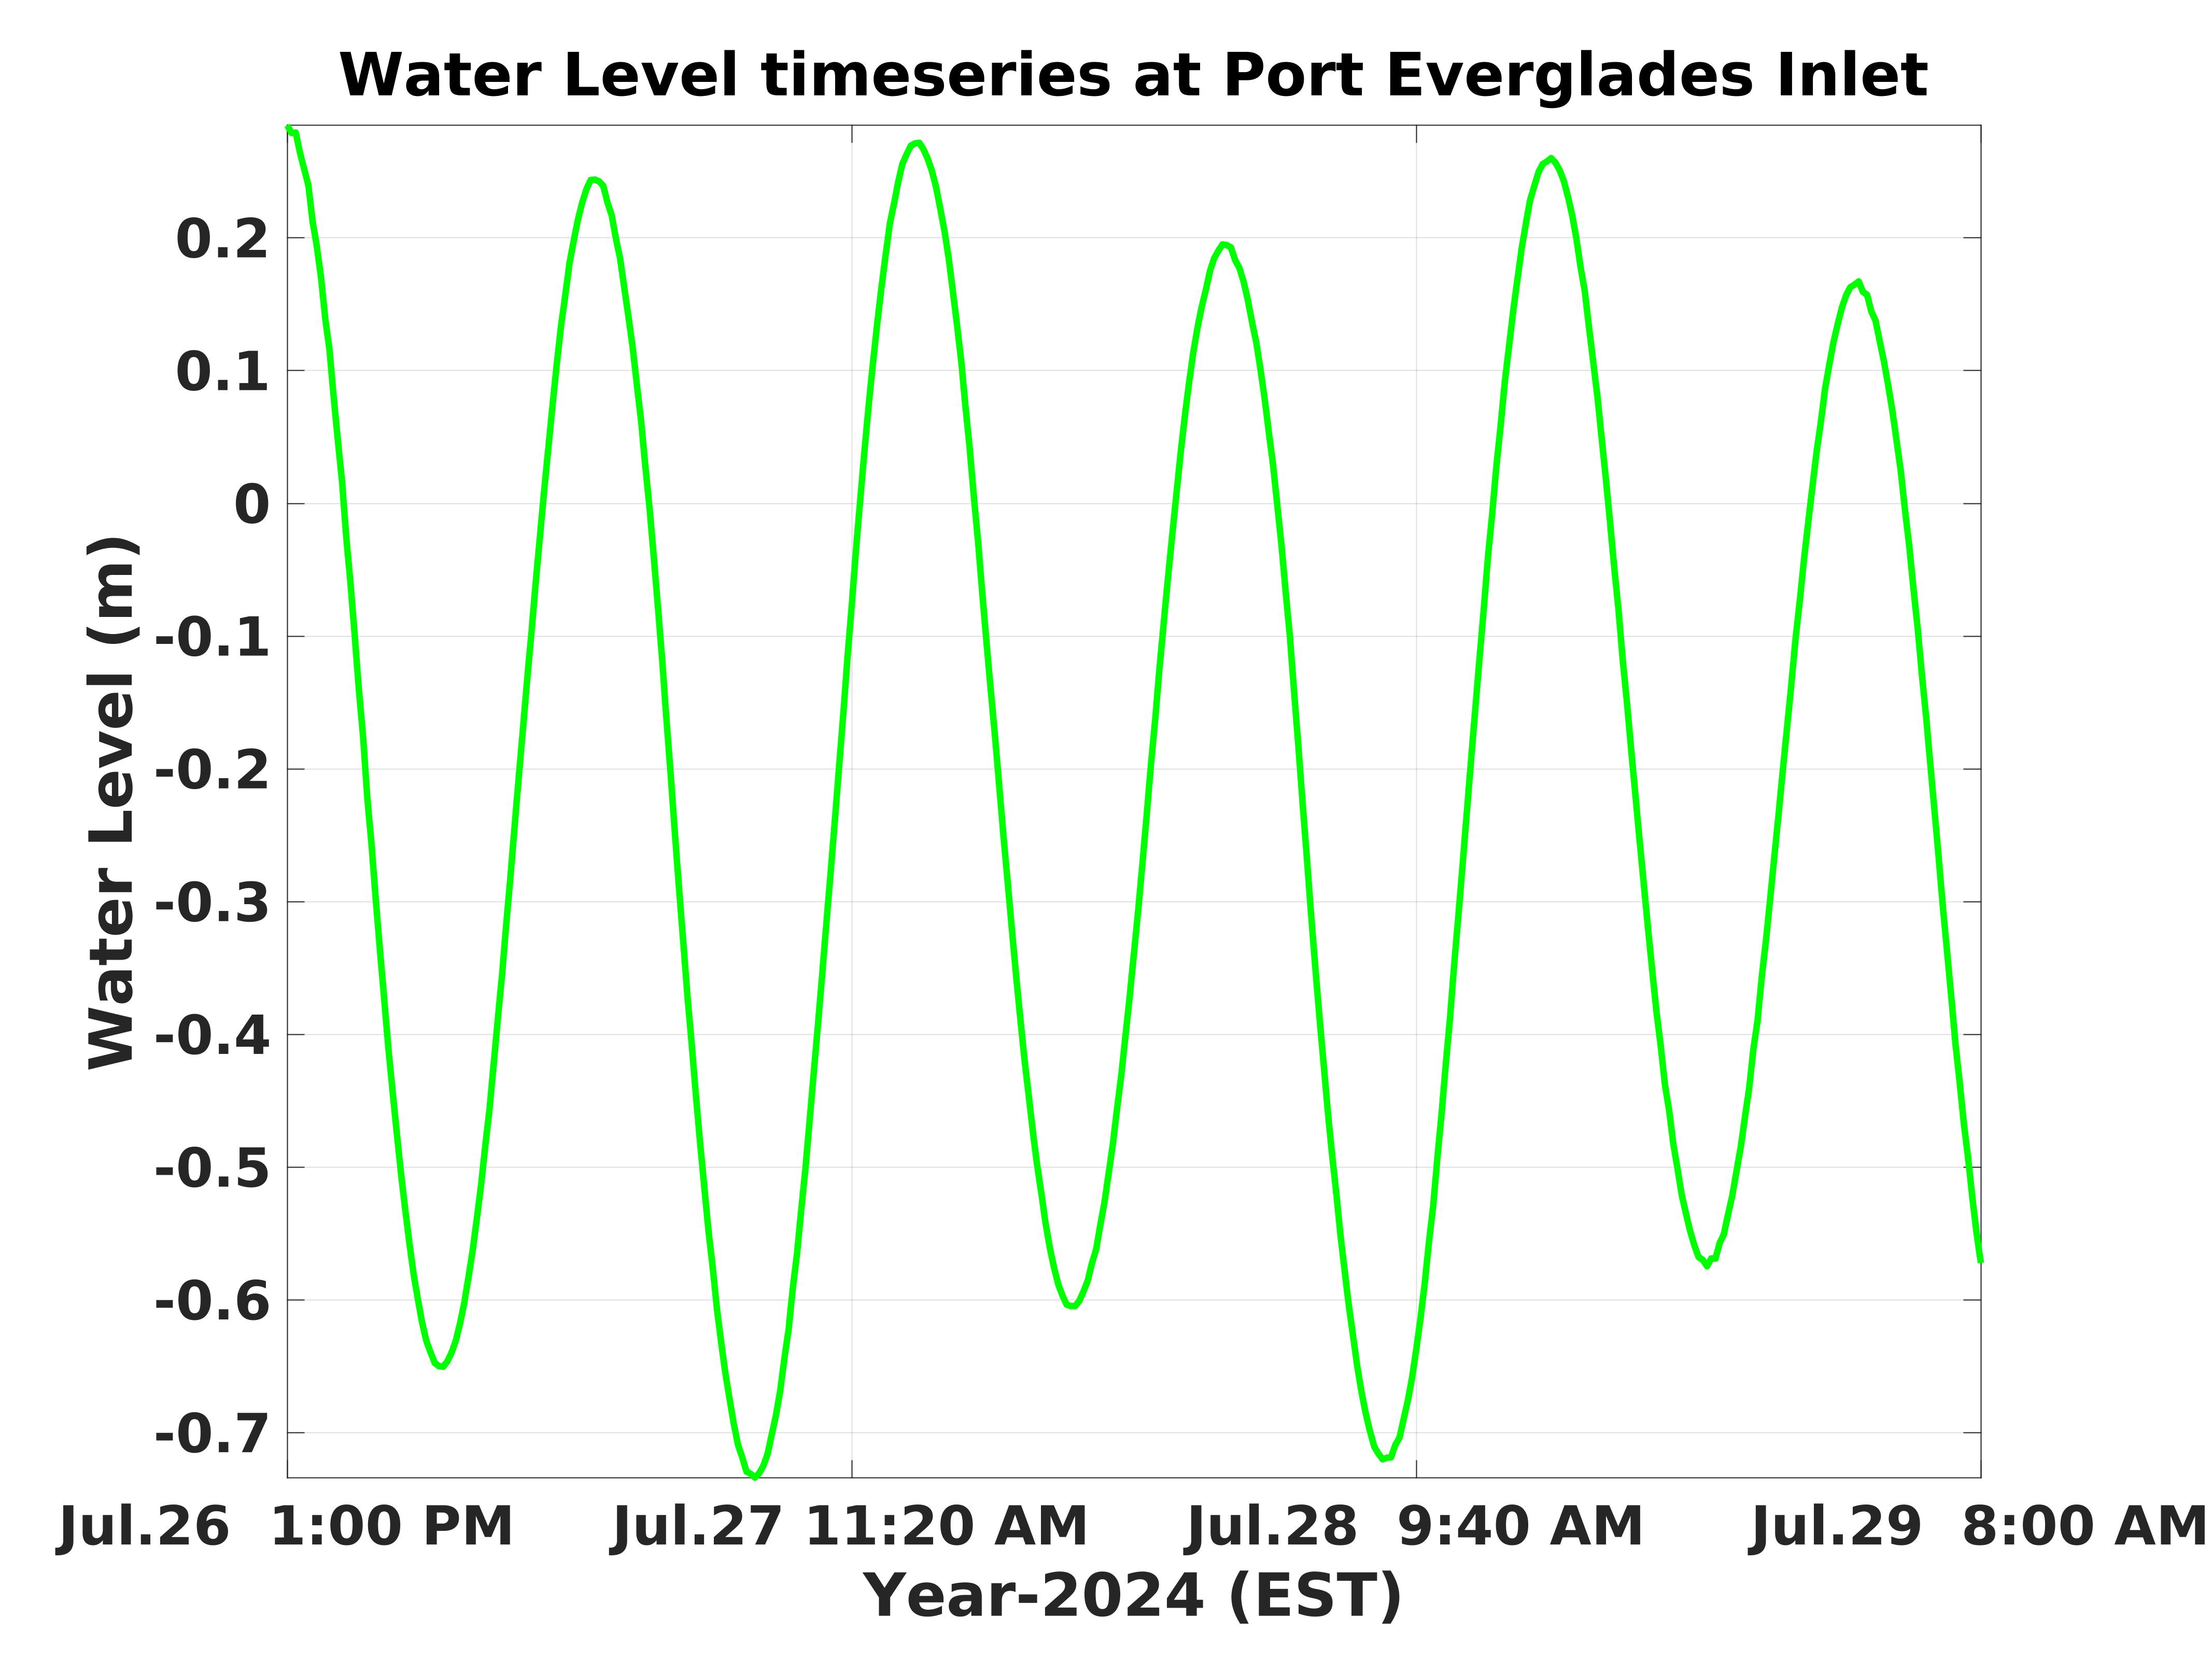 Water Level timeseries at Port Everglades Inlet
Water Level (m)
0.2
0.1
0
-0.1
-0.2
-0.3
-0.4
-0.5
-0.6
-0.7
Jul.26  1:00 PM
Jul.27 11:20 AM
Jul.28  9:40 AM
Jul.29  8:00 AM
Year-2024 (EST)